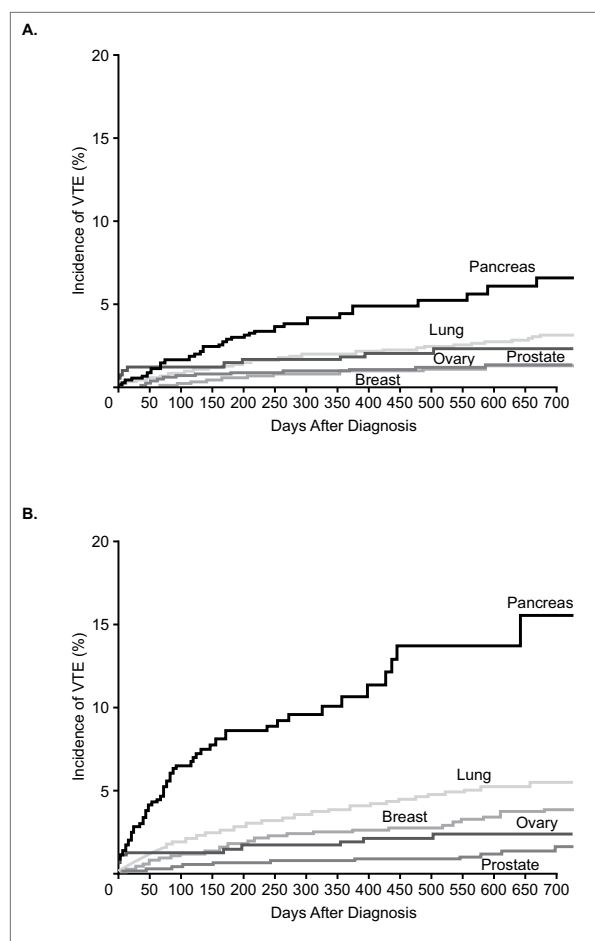 A.
20
15
10
5
0
Incidence of VTE (%)
Pancreas
Lung
Ovary
Prostate
Breast
50 100 150 200 250 300 350 400 450 500 550 600 650 700
Days After Diagnosis
B.
20
15
10
5
0
Incidence of VTE (%)
Pancreas
Lung
Breast
Ovary
Prostate
50 100 150 200 250 300 350 400 450 500 550 600 650 700
Days After Diagnosis